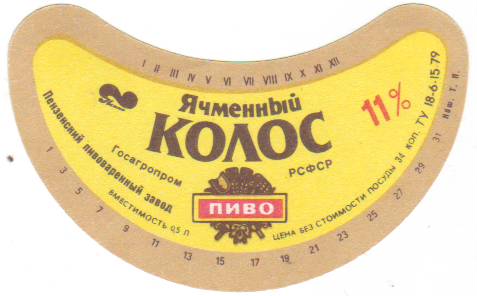 I II III IV V VI VII VIII IX X XI XII
Ячменный
КОЛОС
11%
Пензенский пивоваренный завод
Госагропром
РСФСР
ПИВО
ВМЕСТИМОСТЬ 0,5 Л
ЦЕНА БЕЗ СТОИМОСТИ ПОСУДЫ 34 коп. ТУ 18-6-15-79
1 3 5 7 9 11 13 15 17 19 21 23 25 27 29 31